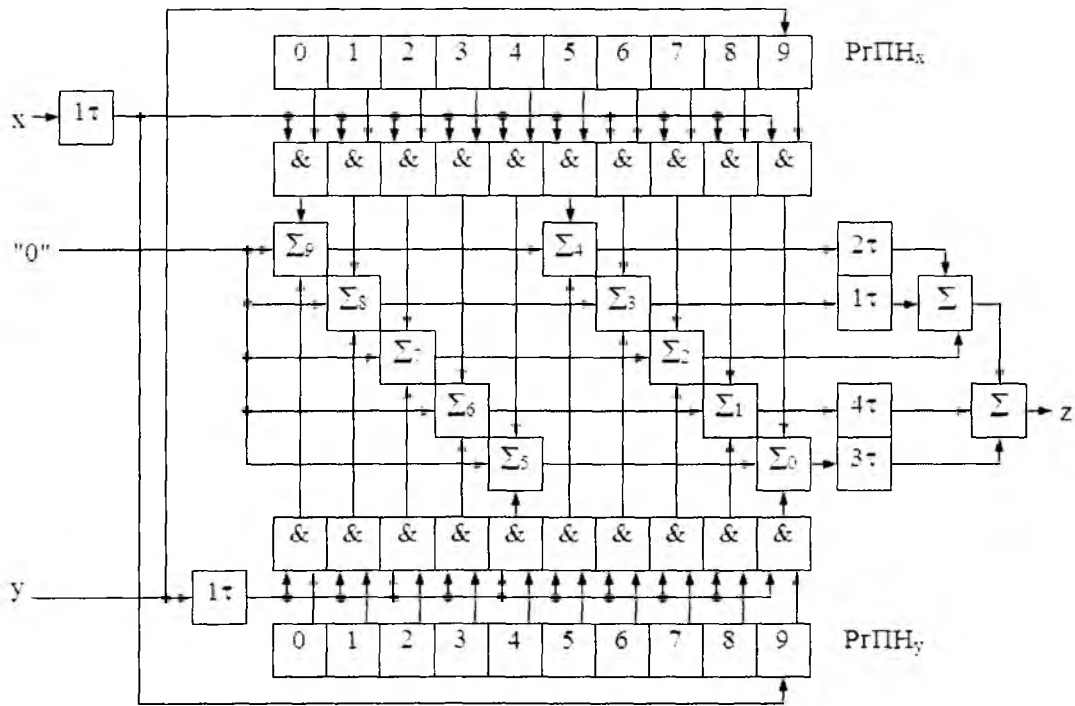 0 1 2 3 4 5 6 7 8 9 РгПНₓ
x 1τ
& & & & & & & & & &
"0" Σ₉ Σ₄ 2τ
Σ₈ Σ₃ 1τ Σ
Σ₇ Σ₂
Σ₆ Σ₁ 4τ Σ z
Σ₅ Σ₀ 3τ
& & & & & & & & & &
y 1τ
0 1 2 3 4 5 6 7 8 9 РгПНᵧ